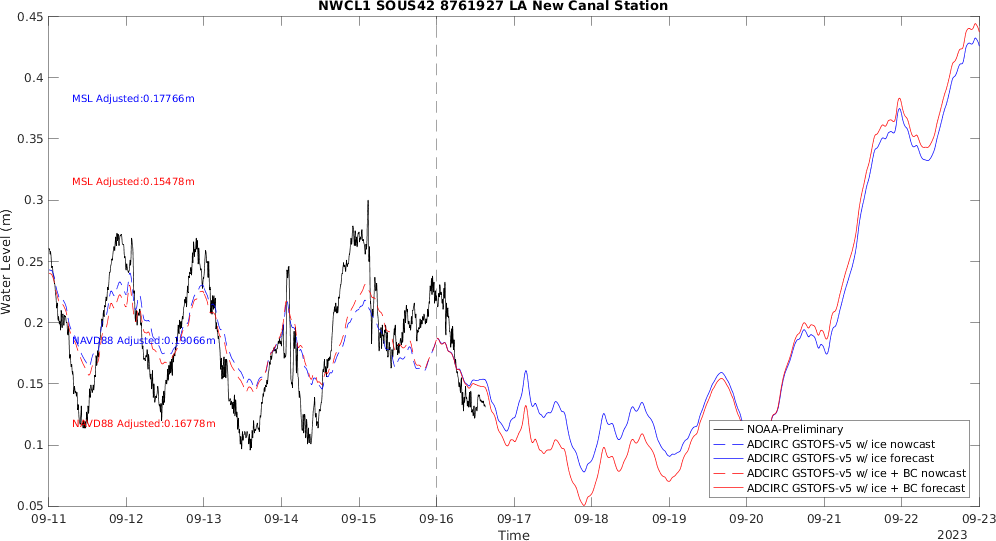 NWCL1 SOUS42 8761927 LA New Canal Station
0.45
0.4
0.35
0.3
0.25
0.2
0.15
0.1
0.05
Water Level (m)
MSL Adjusted:0.17766m
MSL Adjusted:0.15478m
NAVD88 Adjusted:0.19066m
NAVD88 Adjusted:0.16778m
NOAA-Preliminary
ADCIRC GSTOFS-v5 w/ ice nowcast
ADCIRC GSTOFS-v5 w/ ice forecast
ADCIRC GSTOFS-v5 w/ ice + BC nowcast
ADCIRC GSTOFS-v5 w/ ice + BC forecast
09-11 09-12 09-13 09-14 09-15 09-16 09-17 09-18 09-19 09-20 09-21 09-22 09-23
Time
2023